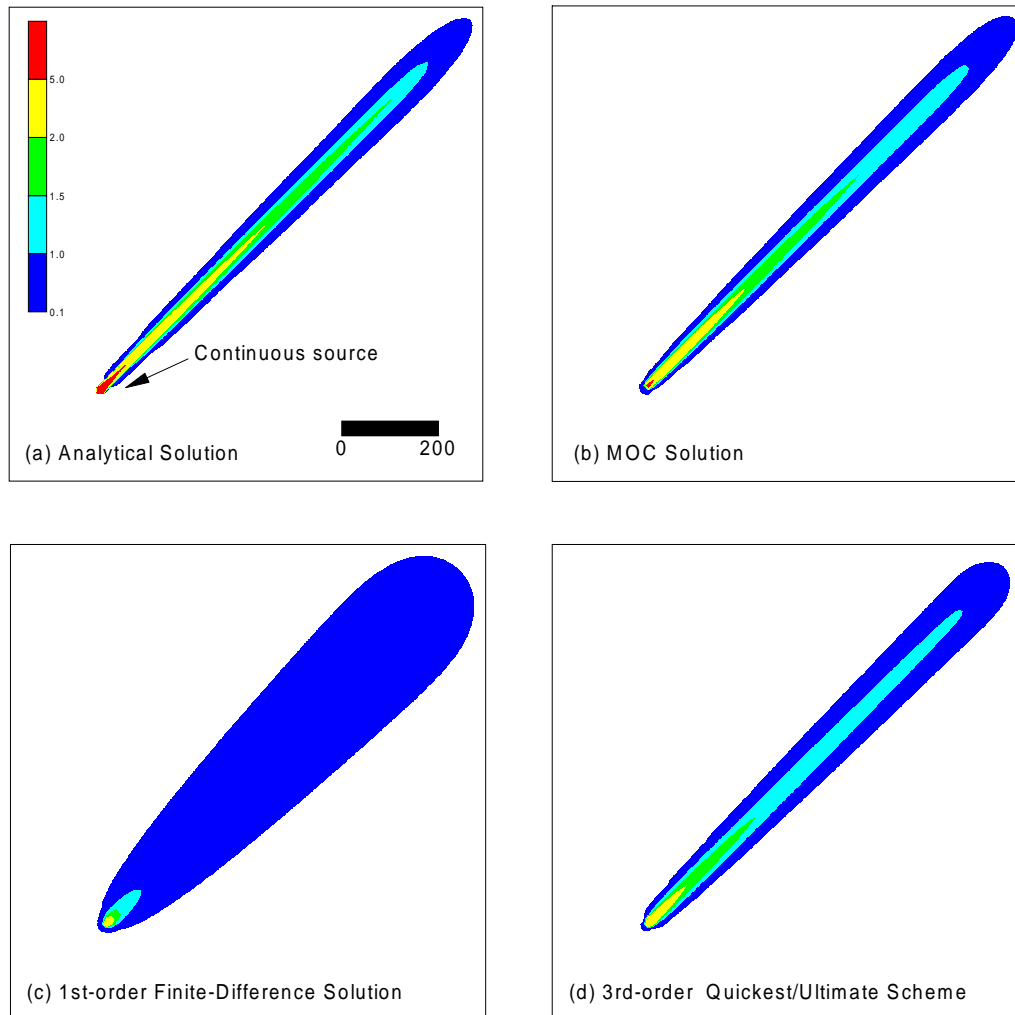 5.0
2.0
1.5
1.0
0.1
Continuous source
0 200
(a) Analytical Solution
(b) MOC Solution
(c) 1st-order Finite-Difference Solution
(d) 3rd-order Quickest/Ultimate Scheme